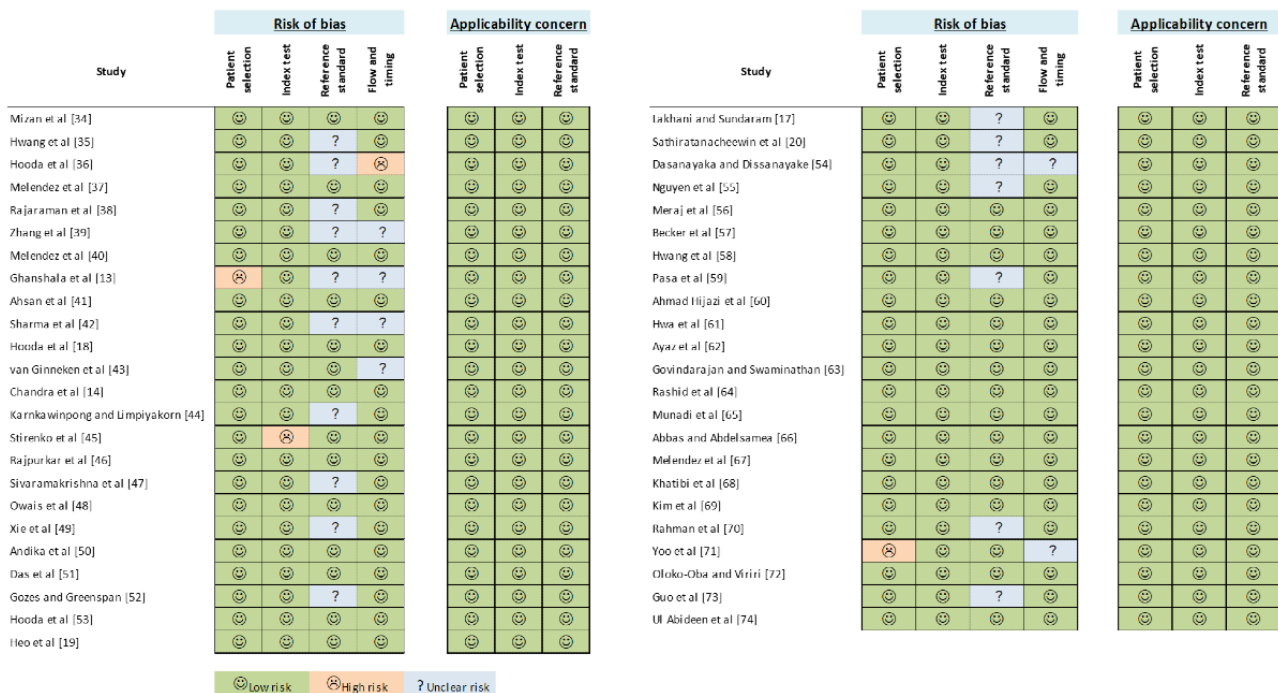 Risk of bias
Applicability concern
Study
Patient selection
Index test
Reference standard
Flow and timing
Patient selection
Index test
Reference standard
Mizan et al [34]
Hwang et al [35]
?
Hooda et al [36]
?
Melendez et al [37]
Rajaraman et al [38]
?
Zhang et al [39]
? ?
Melendez et al [40]
Ghanshala et al [13]
? ?
Ahsan et al [41]
Sharma et al [42]
? ?
Hooda et al [18]
van Ginneken et al [43]
?
Chandra et al [14]
Karnkawinpong and Limpiyakorn [44]
?
Stirenko et al [45]
Rajpurkar et al [46]
Sivaramakrishna et al [47]
?
Owais et al [48]
Xie et al [49]
?
Andika et al [50]
Das et al [51]
Gozes and Greenspan [52]
?
Hooda et al [53]
Heo et al [19]
Risk of bias
Applicability concern
Study
Patient selection
Index test
Reference standard
Flow and timing
Patient selection
Index test
Reference standard
Lakhani and Sundaram [17]
?
Sathiratanacheewin et al [20]
?
Dasanayaka and Dissanayake [54]
? ?
Nguyen et al [55]
?
Meraj et al [56]
Becker et al [57]
Hwang et al [58]
Pasa et al [59]
?
Ahmad Hijazi et al [60]
Hwa et al [61]
Ayaz et al [62]
Govindarajan and Swaminathan [63]
Rashid et al [64]
Munadi et al [65]
Abbas and Abdelsamea [66]
Melendez et al [67]
Khatibi et al [68]
Kim et al [69]
Rahman et al [70]
?
Yoo et al [71]
?
Oloko-Oba and Viriri [72]
Guo et al [73]
?
Ul Abideen et al [74]
Low risk
High risk
? Unclear risk